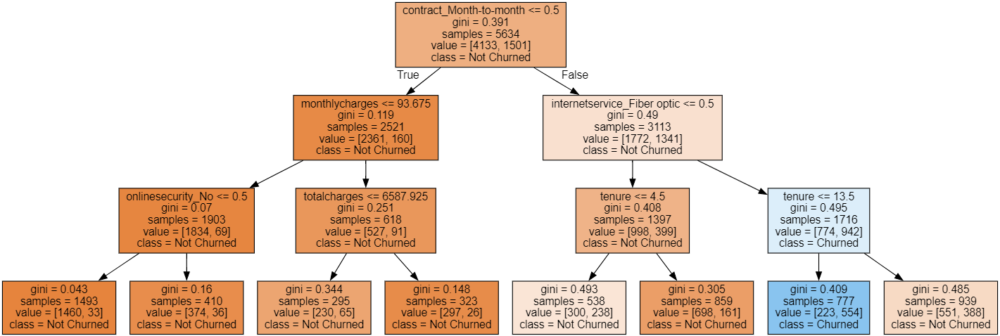 contract_Month-to-month <= 0.5
gini = 0.391
samples = 5634
value = [4133, 1501]
class = Not Churned
True
False
monthlycharges <= 93.675
gini = 0.119
samples = 2521
value = [2361, 160]
class = Not Churned
internetservice_Fiber optic <= 0.5
gini = 0.49
samples = 3113
value = [1772, 1341]
class = Not Churned
onlinesecurity_No <= 0.5
gini = 0.07
samples = 1903
value = [1834, 69]
class = Not Churned
totalcharges <= 6587.925
gini = 0.251
samples = 618
value = [527, 91]
class = Not Churned
tenure <= 4.5
gini = 0.408
samples = 1397
value = [998, 399]
class = Not Churned
tenure <= 13.5
gini = 0.495
samples = 1716
value = [774, 942]
class = Churned
gini = 0.043
samples = 1493
value = [1460, 33]
class = Not Churned
gini = 0.16
samples = 410
value = [374, 36]
class = Not Churned
gini = 0.344
samples = 295
value = [230, 65]
class = Not Churned
gini = 0.148
samples = 323
value = [297, 26]
class = Not Churned
gini = 0.493
samples = 538
value = [300, 238]
class = Not Churned
gini = 0.305
samples = 859
value = [698, 161]
class = Not Churned
gini = 0.409
samples = 777
value = [223, 554]
class = Churned
gini = 0.485
samples = 939
value = [551, 388]
class = Not Churned